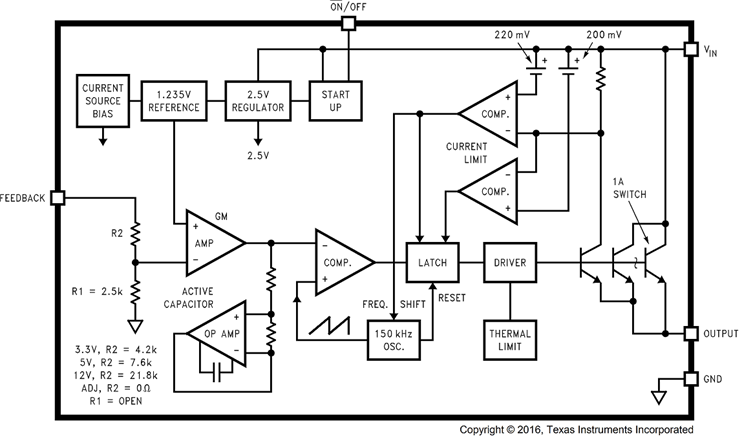 ON/OFF
220 mV
200 mV
VIN
CURRENT
SOURCE
BIAS
1.235V
REFERENCE
2.5V
REGULATOR
START
UP
2.5V
+
COMP.
−
CURRENT
LIMIT
−
COMP.
+
1A
SWITCH
FEEDBACK
R2
R1 = 2.5k
GM
+
AMP
−
−
COMP.
+
LATCH
DRIVER
FREQ. SHIFT
RESET
150 kHz
OSC.
THERMAL
LIMIT
ACTIVE
CAPACITOR
+
OP AMP
−
3.3V, R2 = 4.2k
5V, R2 = 7.6k
12V, R2 = 21.8k
ADJ, R2 = 0Ω
R1 = OPEN
OUTPUT
GND
Copyright © 2016, Texas Instruments Incorporated